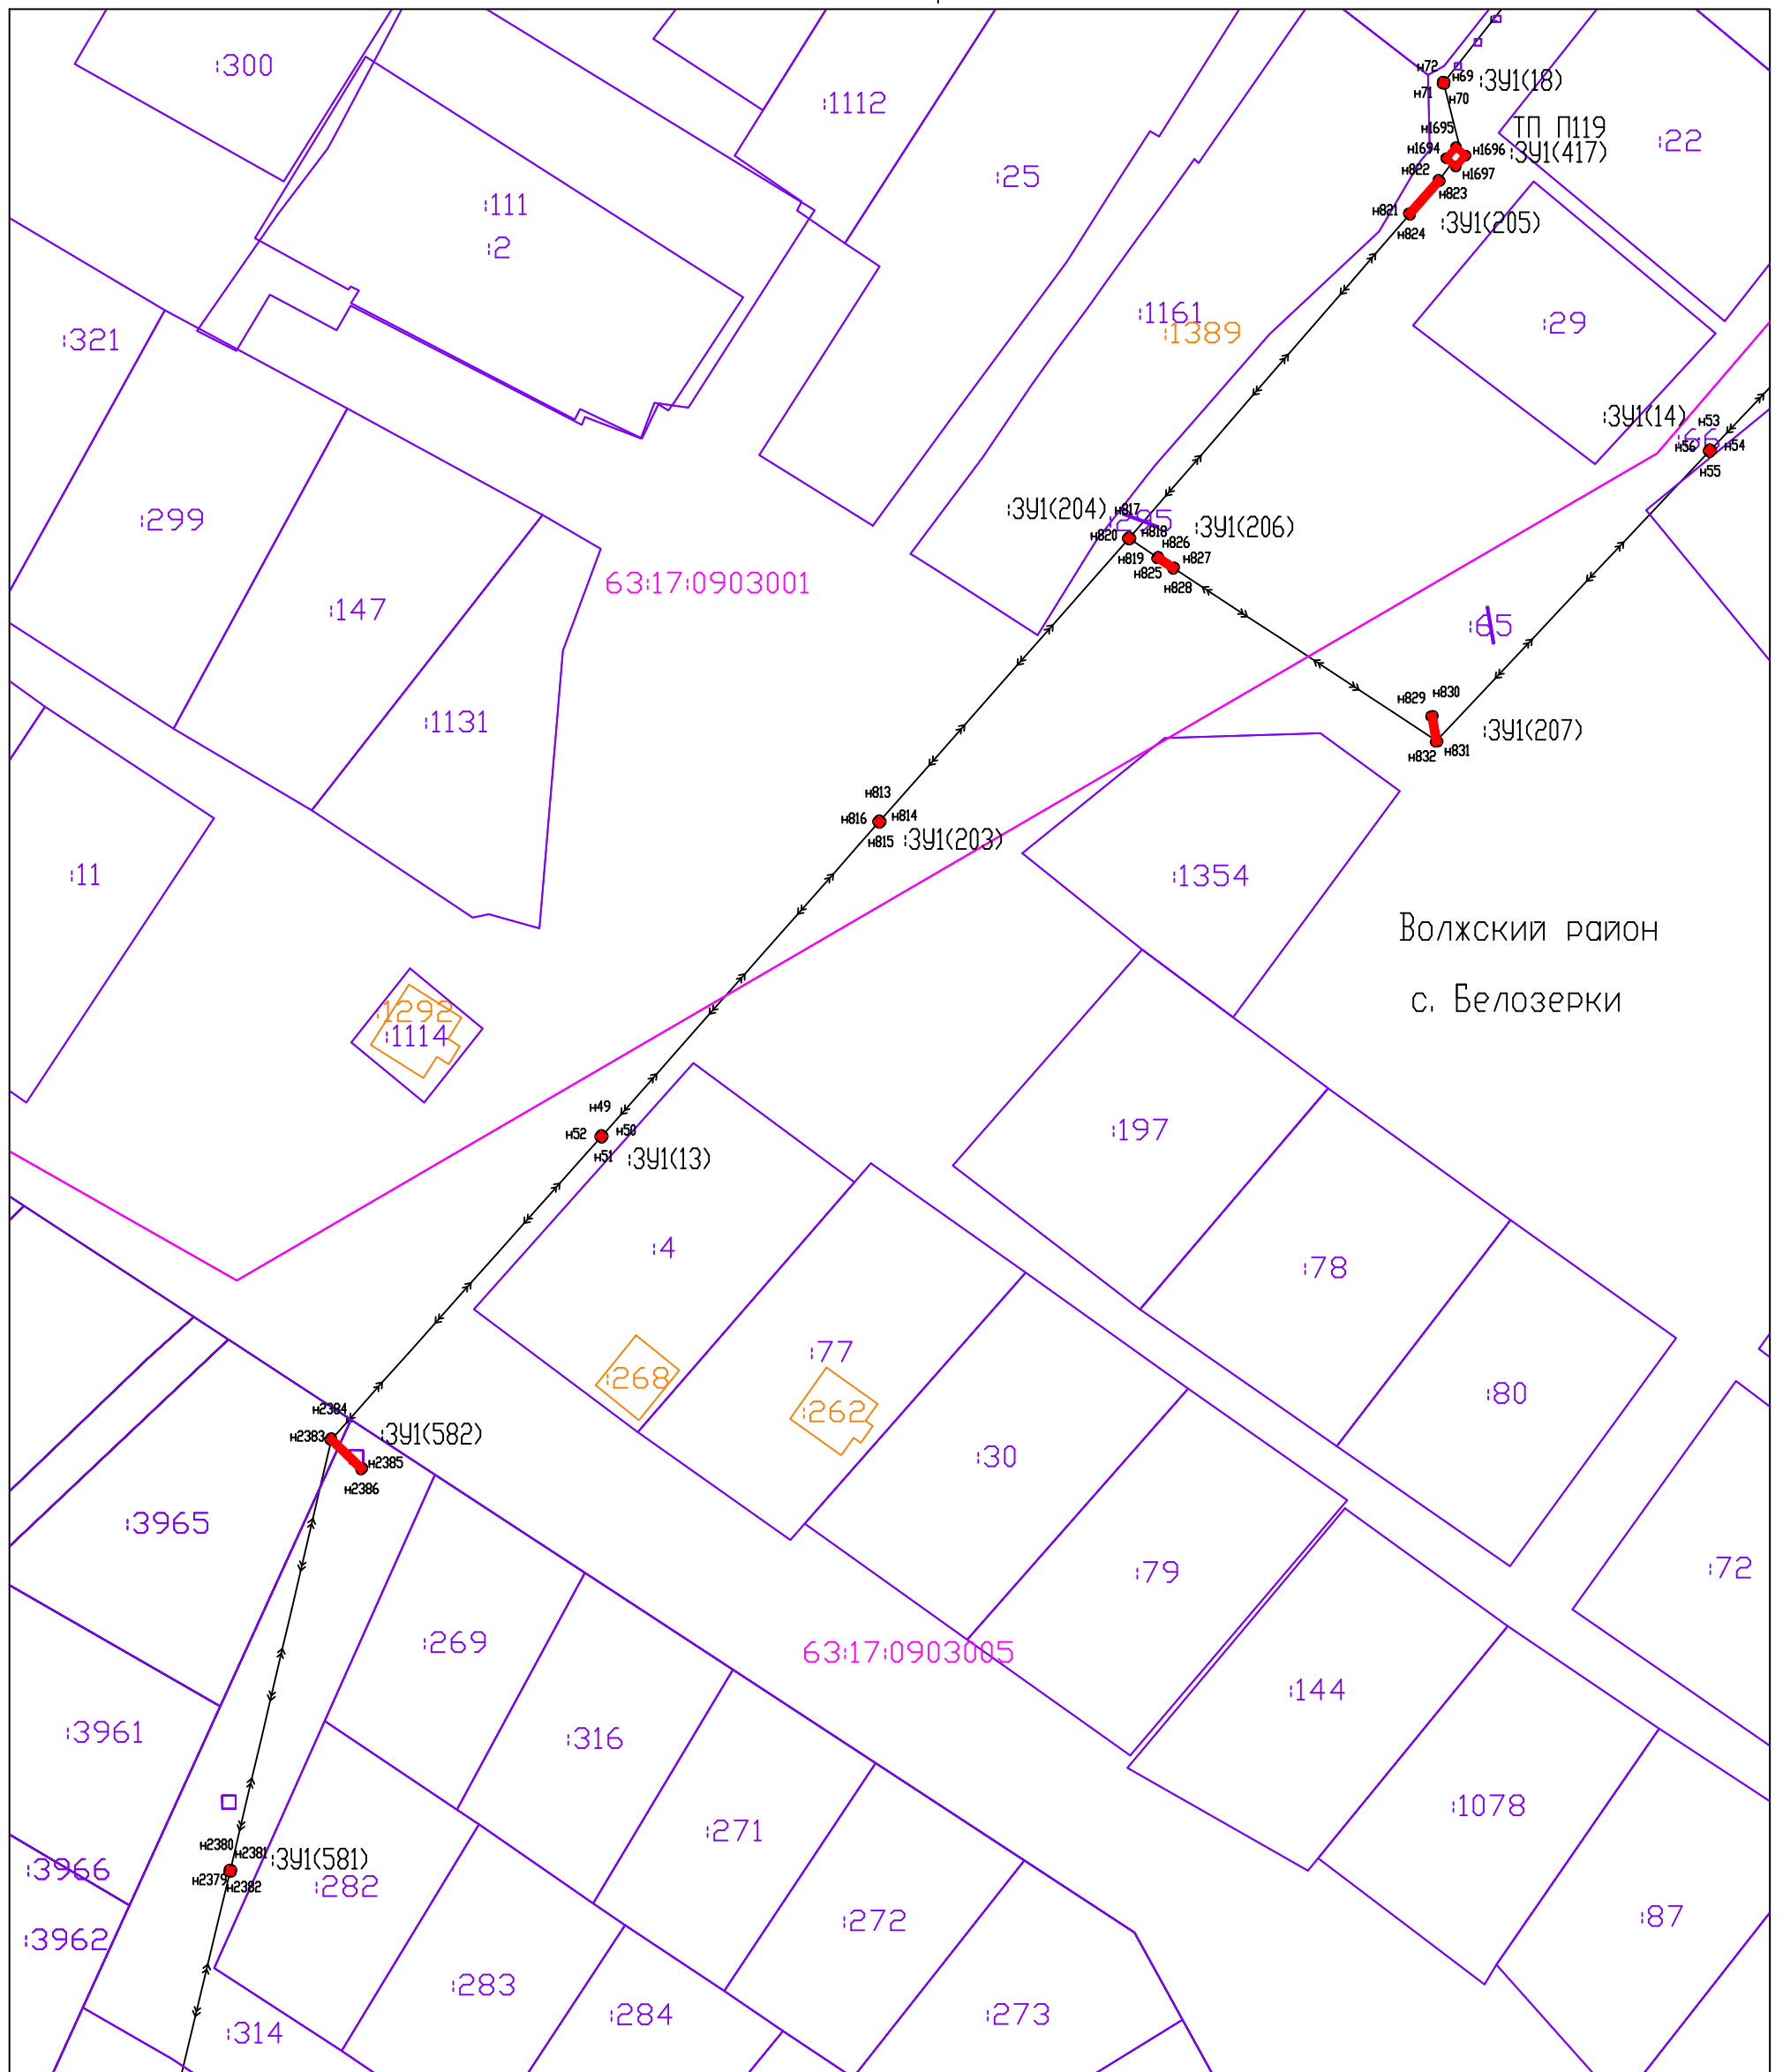 :300
:1112
н72
н69
:ЗУ1(18)
н71
н70
н1695
ТП П119
:22
н1694
н1696
:ЗУ1(417)
н822
н1697
:25
н823
:111
н821
:ЗУ1(205)
н824
:2
:1161
:1389
:29
:321
:ЗУ1(14)
н53
:66
н56
н54
н55
:299
:ЗУ1(204)
н817
:295
н818
:ЗУ1(206)
н820
н826
н819
н827
н825
н828
63:17:0903001
:147
:65
н829
н830
:1131
:ЗУ1(207)
н832
н831
н813
н816
н814
н815
:ЗУ1(203)
:11
:1354
Волжский район
с. Белозерки
:1292
:1114
н49
н52
н50
н51
:ЗУ1(13)
:197
:4
:78
:77
:268
:80
:262
н2384
н2383
:ЗУ1(582)
н2385
н2386
:30
:3965
:79
:72
:269
63:17:0903005
:144
:3961
:316
:1078
:271
н2380
н2381
:ЗУ1(581)
:3966
н2379
н2382
:282
:272
:87
:3962
:283
:284
:273
:314